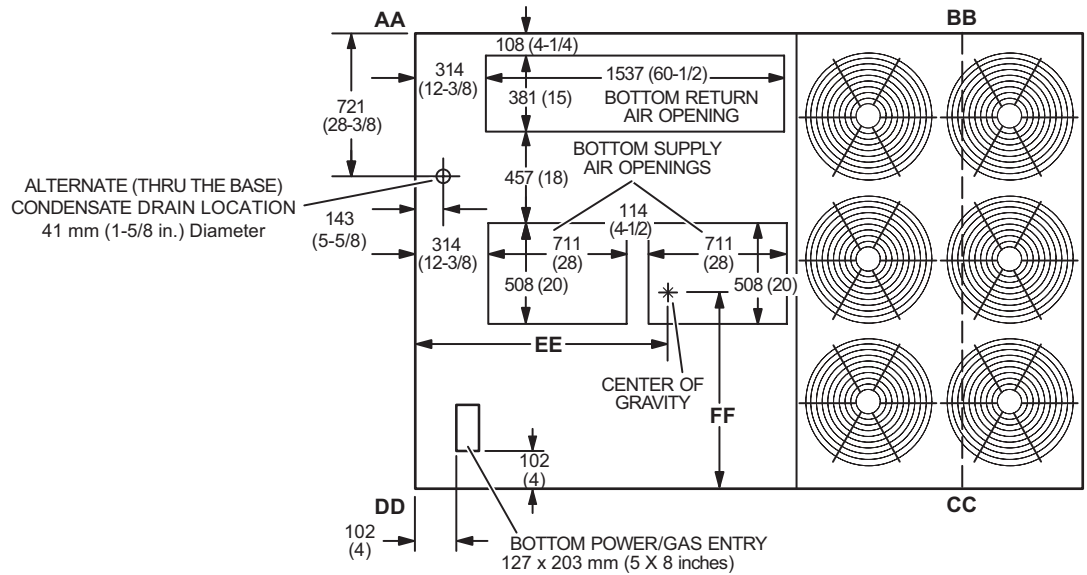 AA
BB
108 (4-1/4)
314
(12-3/8)
1537 (60-1/2)
381 (15)
BOTTOM RETURN
AIR OPENING
721
(28-3/8)
BOTTOM SUPPLY
AIR OPENINGS
457 (18)
ALTERNATE (THRU THE BASE)
CONDENSATE DRAIN LOCATION
41 mm (1-5/8 in.) Diameter
143
(5-5/8)
314
(12-3/8)
114
(4-1/2)
711
(28)
711
(28)
508 (20)
508 (20)
EE
CENTER OF
GRAVITY
FF
102
(4)
DD
CC
102
(4)
BOTTOM POWER/GAS ENTRY
127 x 203 mm (5 X 8 inches)